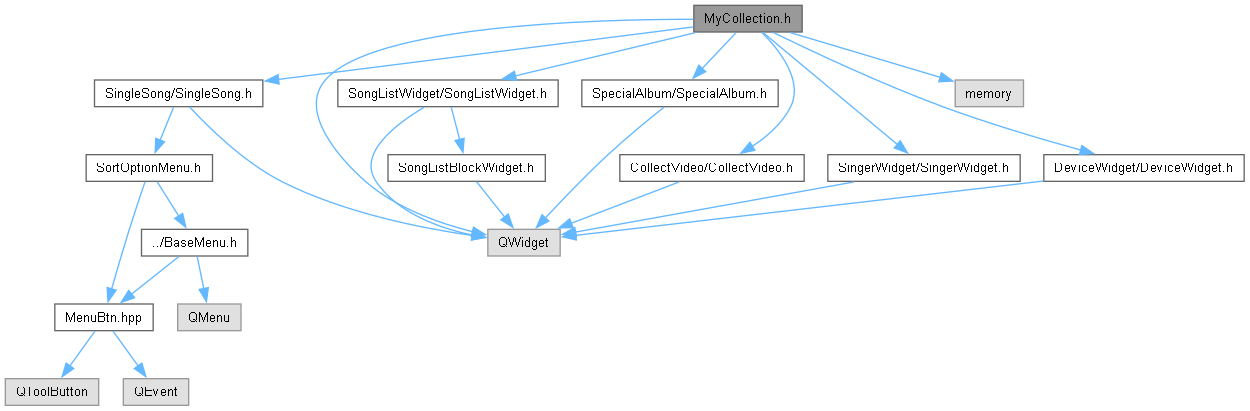 MyCollection.h
SingleSong/SingleSong.h
SongListWidget/SongListWidget.h
SpecialAlbum/SpecialAlbum.h
memory
SortOptionMenu.h
SongListBlockWidget.h
CollectVideo/CollectVideo.h
SingerWidget/SingerWidget.h
DeviceWidget/DeviceWidget.h
../BaseMenu.h
QWidget
MenuBtn.hpp
QMenu
QToolButton
QEvent